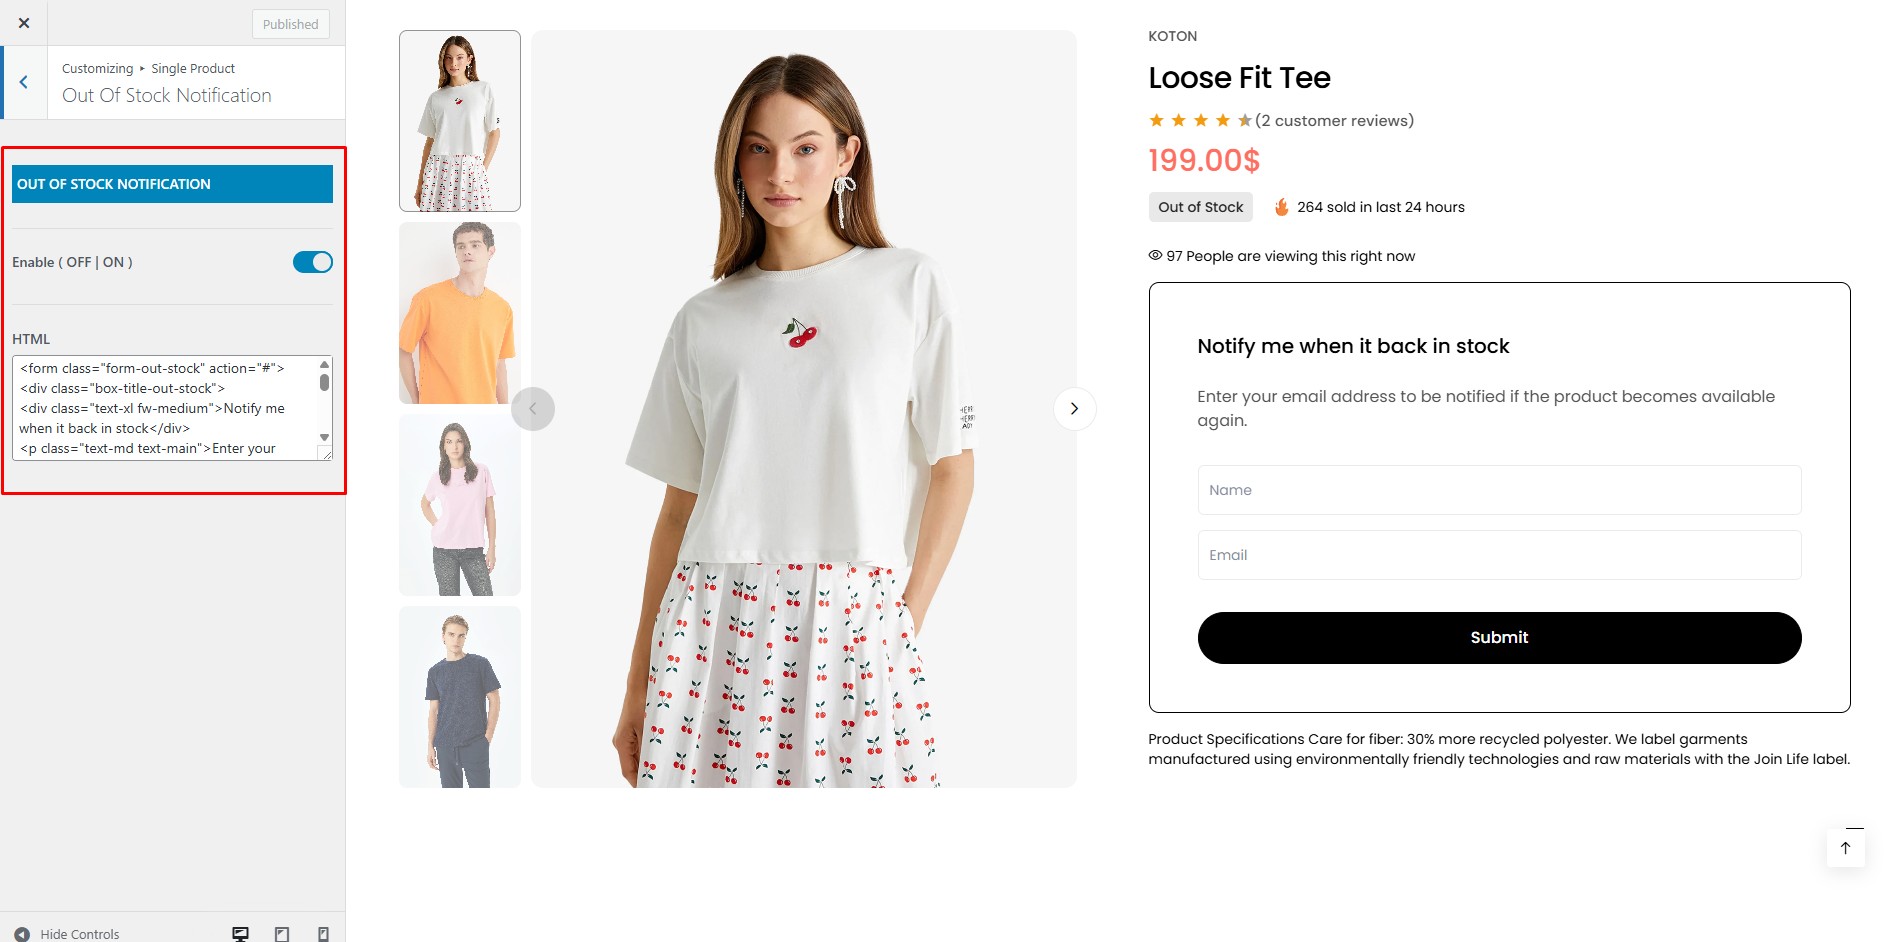 Published
Customizing ▸ Single Product
Out Of Stock Notification
OUT OF STOCK NOTIFICATION
Enable ( OFF | ON )
HTML
<form class="form-out-stock" action="#">
<div class="box-title-out-stock">
<div class="text-xl fw-medium">Notify me
when it back in stock</div>
<p class="text-md text-main">Enter your
Hide Controls
KOTON
Loose Fit Tee
(2 customer reviews)
199.00$
Out of Stock
264 sold in last 24 hours
97 People are viewing this right now
Notify me when it back in stock
Enter your email address to be notified if the product becomes available
again.
Name
Email
Submit
Product Specifications Care for fiber: 30% more recycled polyester. We label garments
manufactured using environmentally friendly technologies and raw materials with the Join Life label.